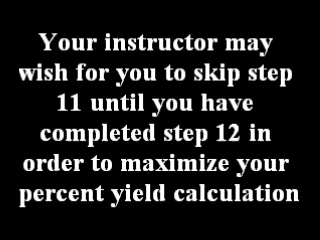 Your instructor may
wish for you to skip step
11 until you have
completed step 12 in
order to maximize your
percent yield calculation